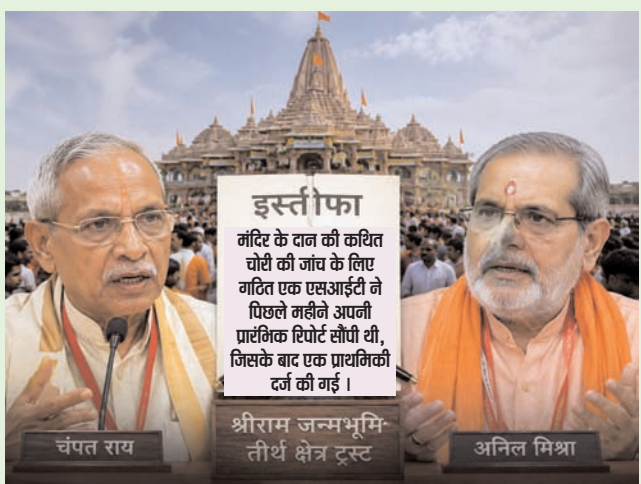 इस्तीफा
मंदिर के दान की कथित
चोरी की जांच के लिए
गठित एक एसआईटी ने
पिछले महीने अपनी
प्रारंभिक रिपोर्ट सौंपी थी,
जिसके बाद एक प्राथमिकी
दर्ज की गई ।
श्रीराम जन्मभूमि-
तीर्थ क्षेत्र ट्रस्ट
चंपत राय
अनिल मिश्रा